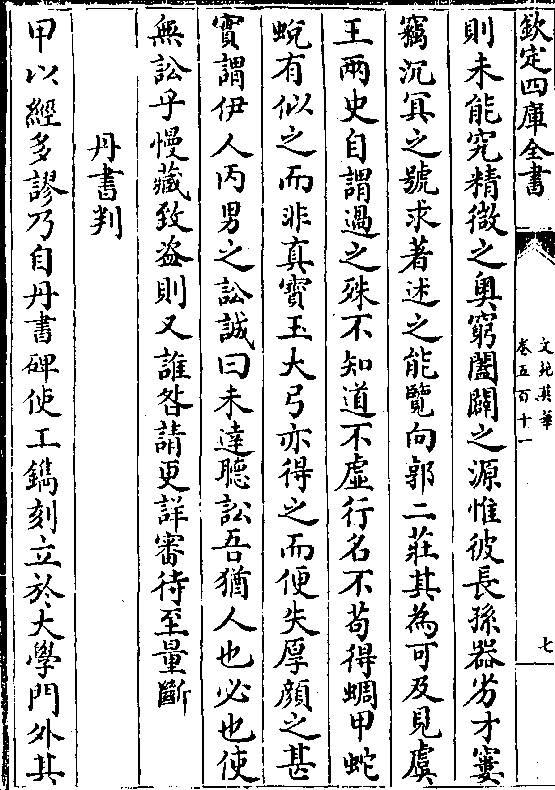 欽定四庫全書
文苑英華
卷五百十一
七
則未能究精微之奥窮闔闢之源惟彼長孫器劣才窶
竊沉冥之號求著述之能覽向郭二莊其為可及見虞
王兩史自謂過之殊不知道不虚行名不苟得蜩甲蛇
蜕有似之而非真寶玉大弓亦得之而便失厚顔之甚
實謂伊人丙男之訟誠曰未達聽訟吾猶人也必也使
無訟乎慢藏致盗則又誰咎請更詳審待至量斷
丹書判
甲以經多謬乃自丹書碑使工鐫刻立於大學門外其